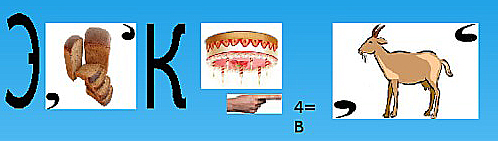 Э , ’ К , ‘
4=
В